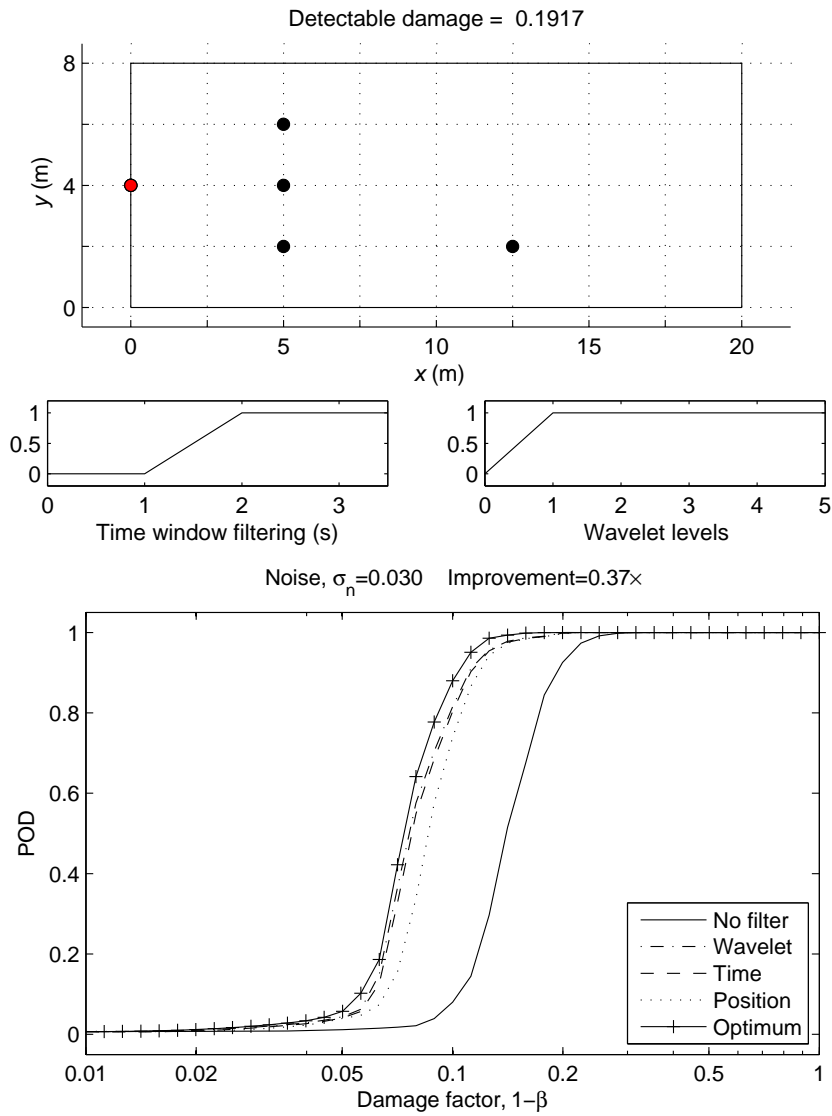 Detectable damage = 0.1917
8
4
0
y (m)
0 5 10 15 20
x (m)
1
0.5
0
0 1 2 3
Time window filtering (s)
1
0.5
0
0 1 2 3 4 5
Wavelet levels
Noise, σn=0.030 Improvement=0.37×
1
0.8
0.6
0.4
0.2
0
POD
No filter
Wavelet
Time
Position
Optimum
0.01 0.02 0.05 0.1 0.2 0.5 1
Damage factor, 1−β